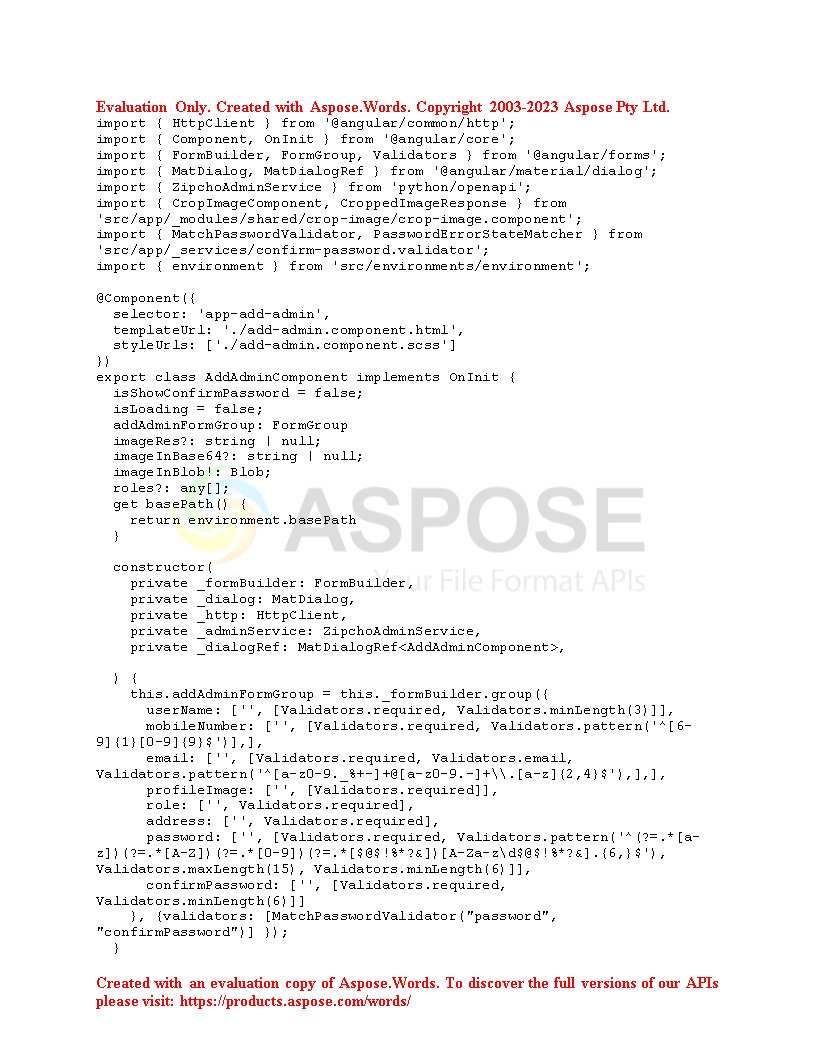 Evaluation Only. Created with Aspose.Words. Copyright 2003-2023 Aspose Pty Ltd.
import { HttpClient } from '@angular/common/http';
import { Component, OnInit } from '@angular/core';
import { FormBuilder, FormGroup, Validators } from '@angular/forms';
import { MatDialog, MatDialogRef } from '@angular/material/dialog';
import { ZipchoAdminService } from 'python/openapi';
import { CropImageComponent, CroppedImageResponse } from
'src/app/_modules/shared/crop-image/crop-image.component';
import { MatchPasswordValidator, PasswordErrorStateMatcher } from
'src/app/_services/confirm-password.validator';
import { environment } from 'src/environments/environment';

@Component({
  selector: 'app-add-admin',
  templateUrl: './add-admin.component.html',
  styleUrls: ['./add-admin.component.scss']
})
export class AddAdminComponent implements OnInit {
  isShowConfirmPassword = false;
  isLoading = false;
  addAdminFormGroup: FormGroup
  imageRes?: string | null;
  imageInBase64?: string | null;
  imageInBlob!: Blob;
  roles?: any[];
  get basePath() {
    return environment.basePath
  }
ASPOSE
Your File Format APIs

  constructor(
    private _formBuilder: FormBuilder,
    private _dialog: MatDialog,
    private _http: HttpClient,
    private _adminService: ZipchoAdminService,
    private _dialogRef: MatDialogRef<AddAdminComponent>,

  ) {
    this.addAdminFormGroup = this._formBuilder.group({
      userName: ['', [Validators.required, Validators.minLength(3)]],
      mobileNumber: ['', [Validators.required, Validators.pattern('^[6-
9]{1}[0-9]{9}$')],],
      email: ['', [Validators.required, Validators.email,
Validators.pattern('^[a-z0-9._%+-]+@[a-z0-9.-]+\\.[a-z]{2,4}$'),],],
      profileImage: ['', [Validators.required]],
      role: ['', Validators.required],
      address: ['', Validators.required],
      password: ['', [Validators.required, Validators.pattern('^(?=.*[a-
z])(?=.*[A-Z])(?=.*[0-9])(?=.*[$@$!%*?&])[A-Za-z\d$@$!%*?&].{6,}$'),
Validators.maxLength(15), Validators.minLength(6)]],
      confirmPassword: ['', [Validators.required,
Validators.minLength(6)]]
    }, {validators: [MatchPasswordValidator("password",
"confirmPassword")] });
  }

Created with an evaluation copy of Aspose.Words. To discover the full versions of our APIs
please visit: https://products.aspose.com/words/